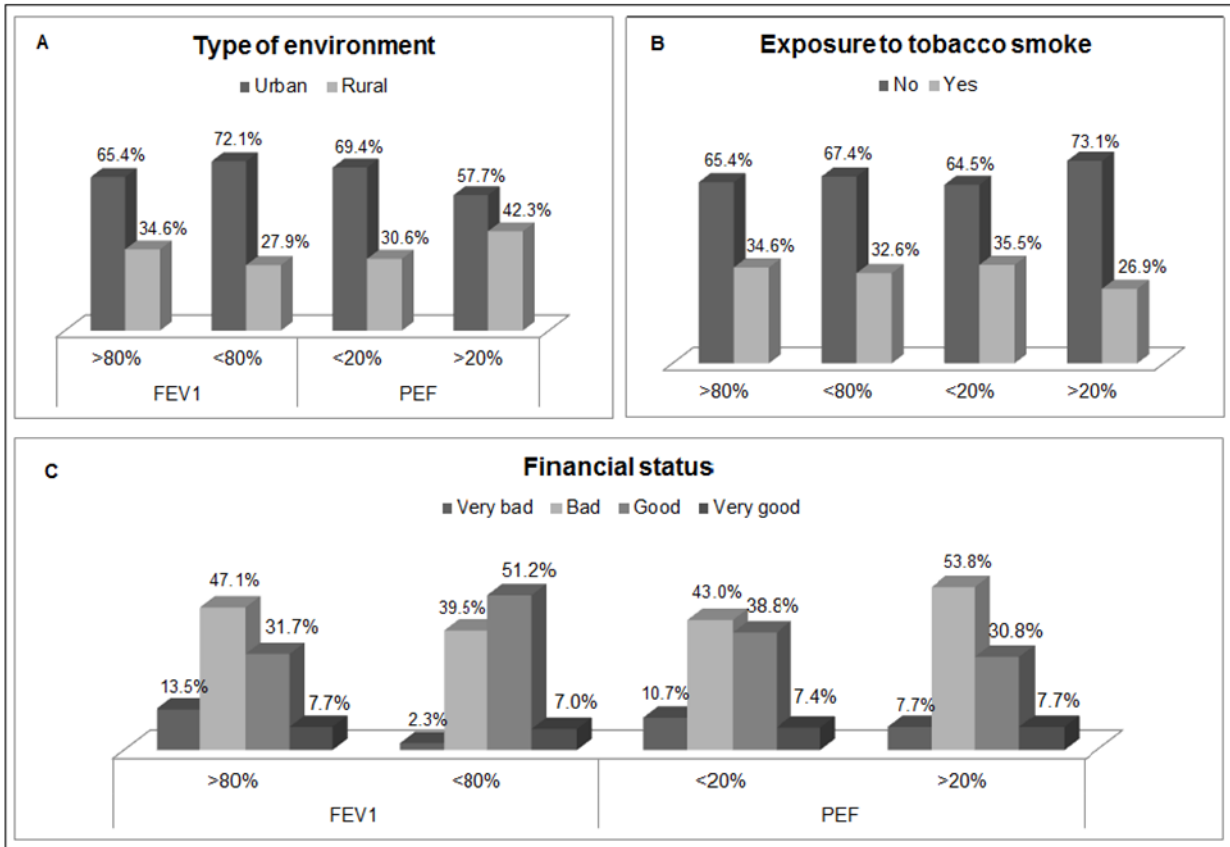 A
Type of environment
Urban Rural
65.4% 34.6% 72.1% 27.9% 69.4% 30.6% 57.7% 42.3%
>80% <80% <20% >20%
FEV1 PEF
B
Exposure to tobacco smoke
No Yes
65.4% 34.6% 67.4% 32.6% 64.5% 35.5% 73.1% 26.9%
>80% <80% <20% >20%
C
Financial status
Very bad Bad Good Very good
13.5% 47.1% 31.7% 7.7% 2.3% 39.5% 51.2% 7.0% 10.7% 43.0% 38.8% 7.4% 7.7% 53.8% 30.8% 7.7%
>80% <80% <20% >20%
FEV1 PEF